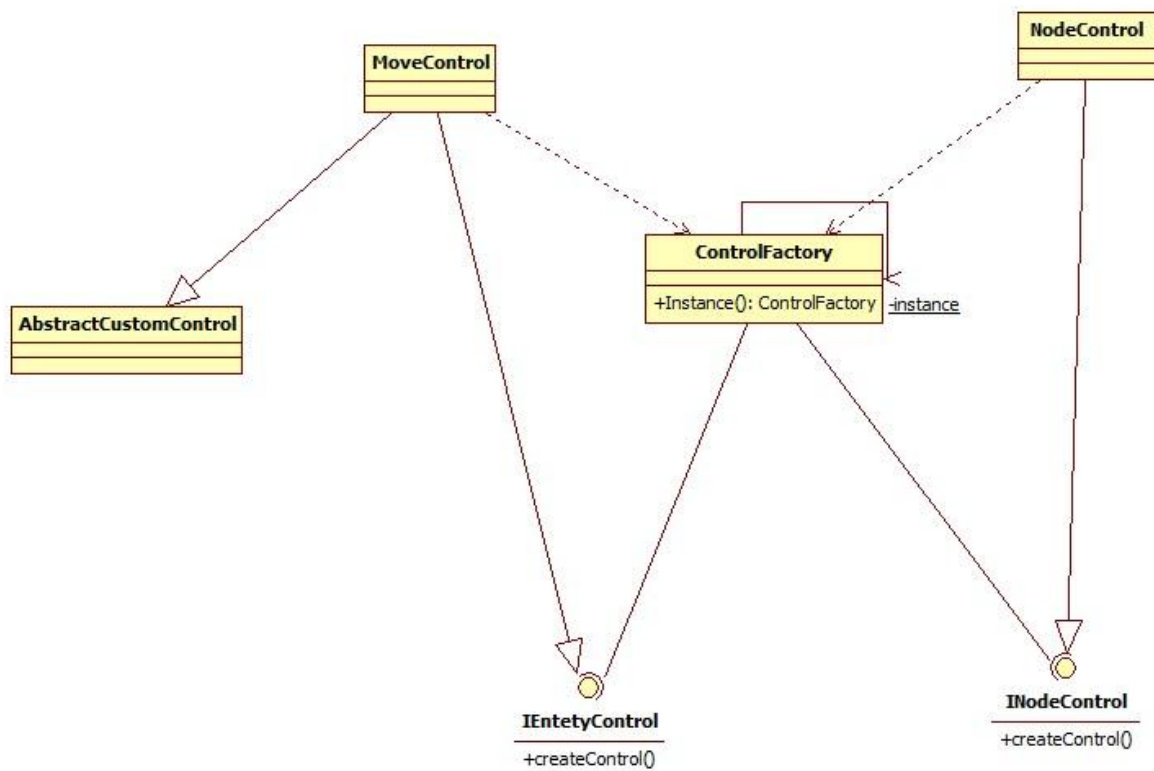 NodeControl
MoveControl
ControlFactory
+Instance(): ControlFactory
-instance
AbstractCustomControl
IEntetyControl
+createControl()
INodeControl
+createControl()